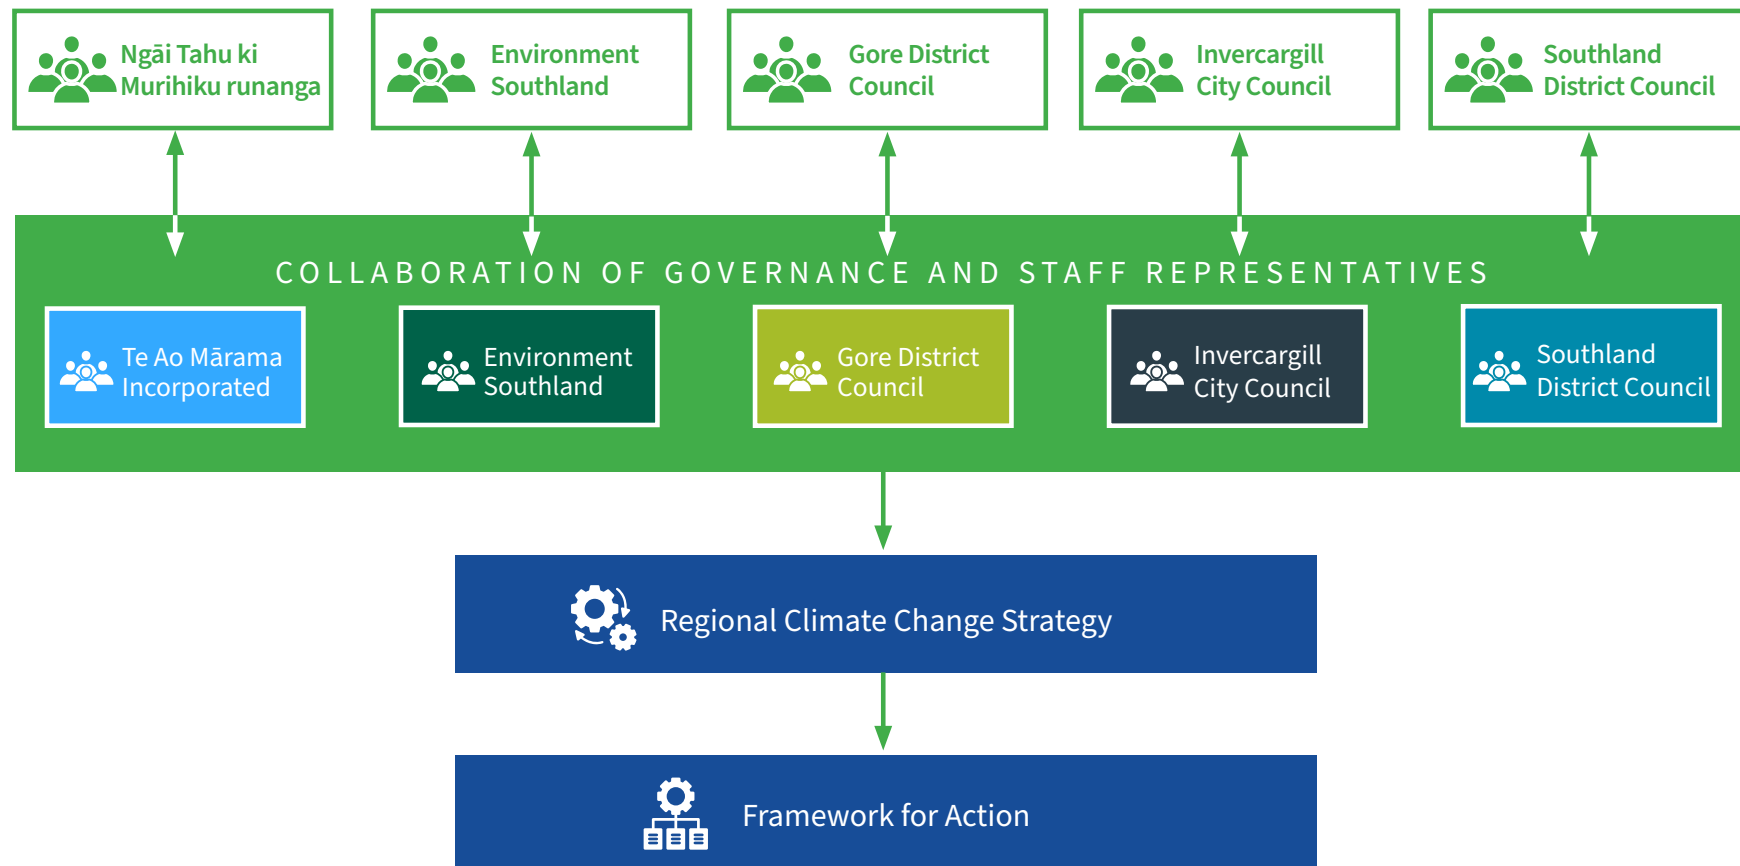 Ngāi Tahu ki
Murihiku runanga
Environment
Southland
Gore District
Council
Invercargill
City Council
Southland
District Council
COLLABORATION OF GOVERNANCE AND STAFF REPRESENTATIVES
Te Ao Mārama
Incorporated
Environment
Southland
Gore District
Council
Invercargill
City Council
Southland
District Council
Regional Climate Change Strategy
Framework for Action